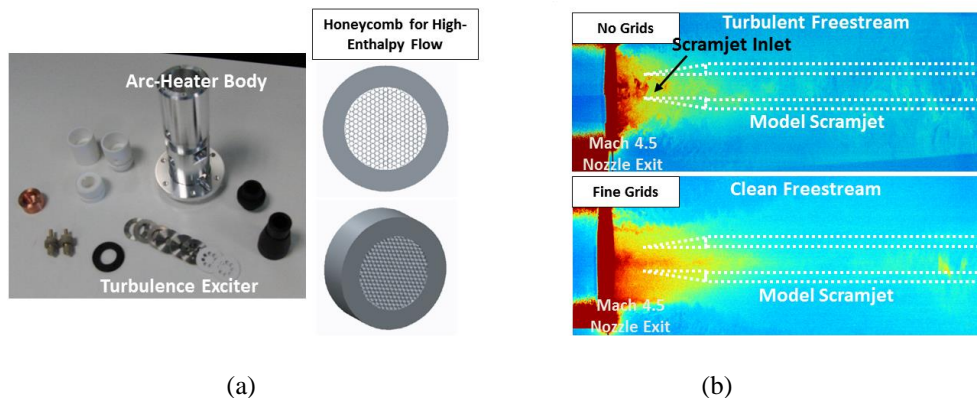 Honeycomb for High-
Enthalpy Flow
Arc-Heater Body
Turbulence Exciter
(a)
No Grids
Turbulent Freestream
Scramjet Inlet
Model Scramjet
Mach 4.5
Nozzle Exit
Fine Grids
Clean Freestream
Model Scramjet
Mach 4.5
Nozzle Exit
(b)